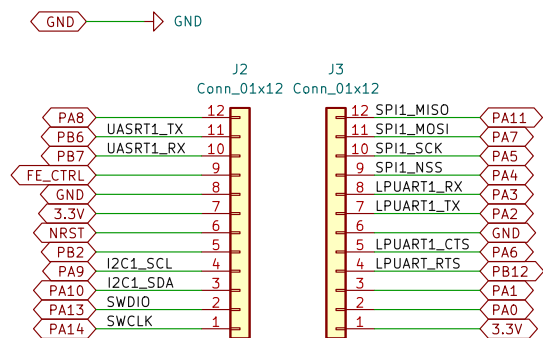 GND GND
J2 J3
Conn_01x12 Conn_01x12
PA8 12 12 SPI1_MISO PA11
PB6 UASRT1_TX 11 11 SPI1_MOSI PA7
PB7 UASRT1_RX 10 10 SPI1_SCK PA5
FE_CTRL 9 9 SPI1_NSS PA4
GND 8 8 LPUART1_RX PA3
3.3V 7 7 LPUART1_TX PA2
NRST 6 6 GND
PB2 5 5 LPUART1_CTS PA6
PA9 I2C1_SCL 4 4 LPUART_RTS PB12
PA10 I2C1_SDA 3 3 PA1
PA13 SWDIO 2 2 PA0
PA14 SWCLK 1 1 3.3V